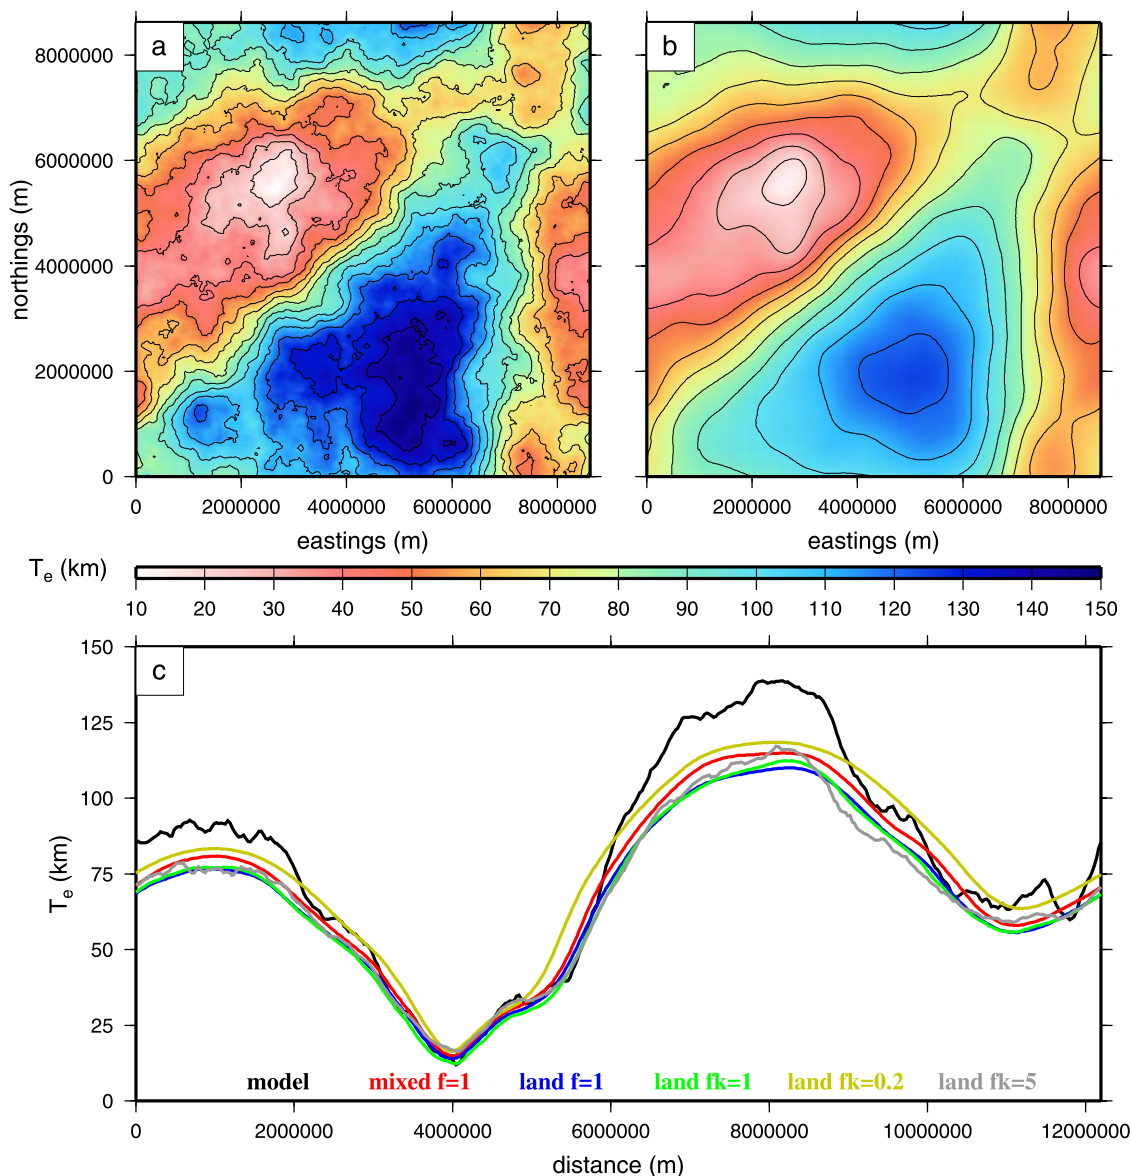 a
b
8000000
6000000
4000000
2000000
0
northings (m)
0 2000000 4000000 6000000 8000000
0 2000000 4000000 6000000 8000000
eastings (m)
eastings (m)
Te (km)
10 20 30 40 50 60 70 80 90 100 110 120 130 140 150
c
150
125
100
75
50
25
0
Te (km)
model mixed f=1 land f=1 land fk=1 land fk=0.2 land fk=5
0 2000000 4000000 6000000 8000000 10000000 12000000
distance (m)